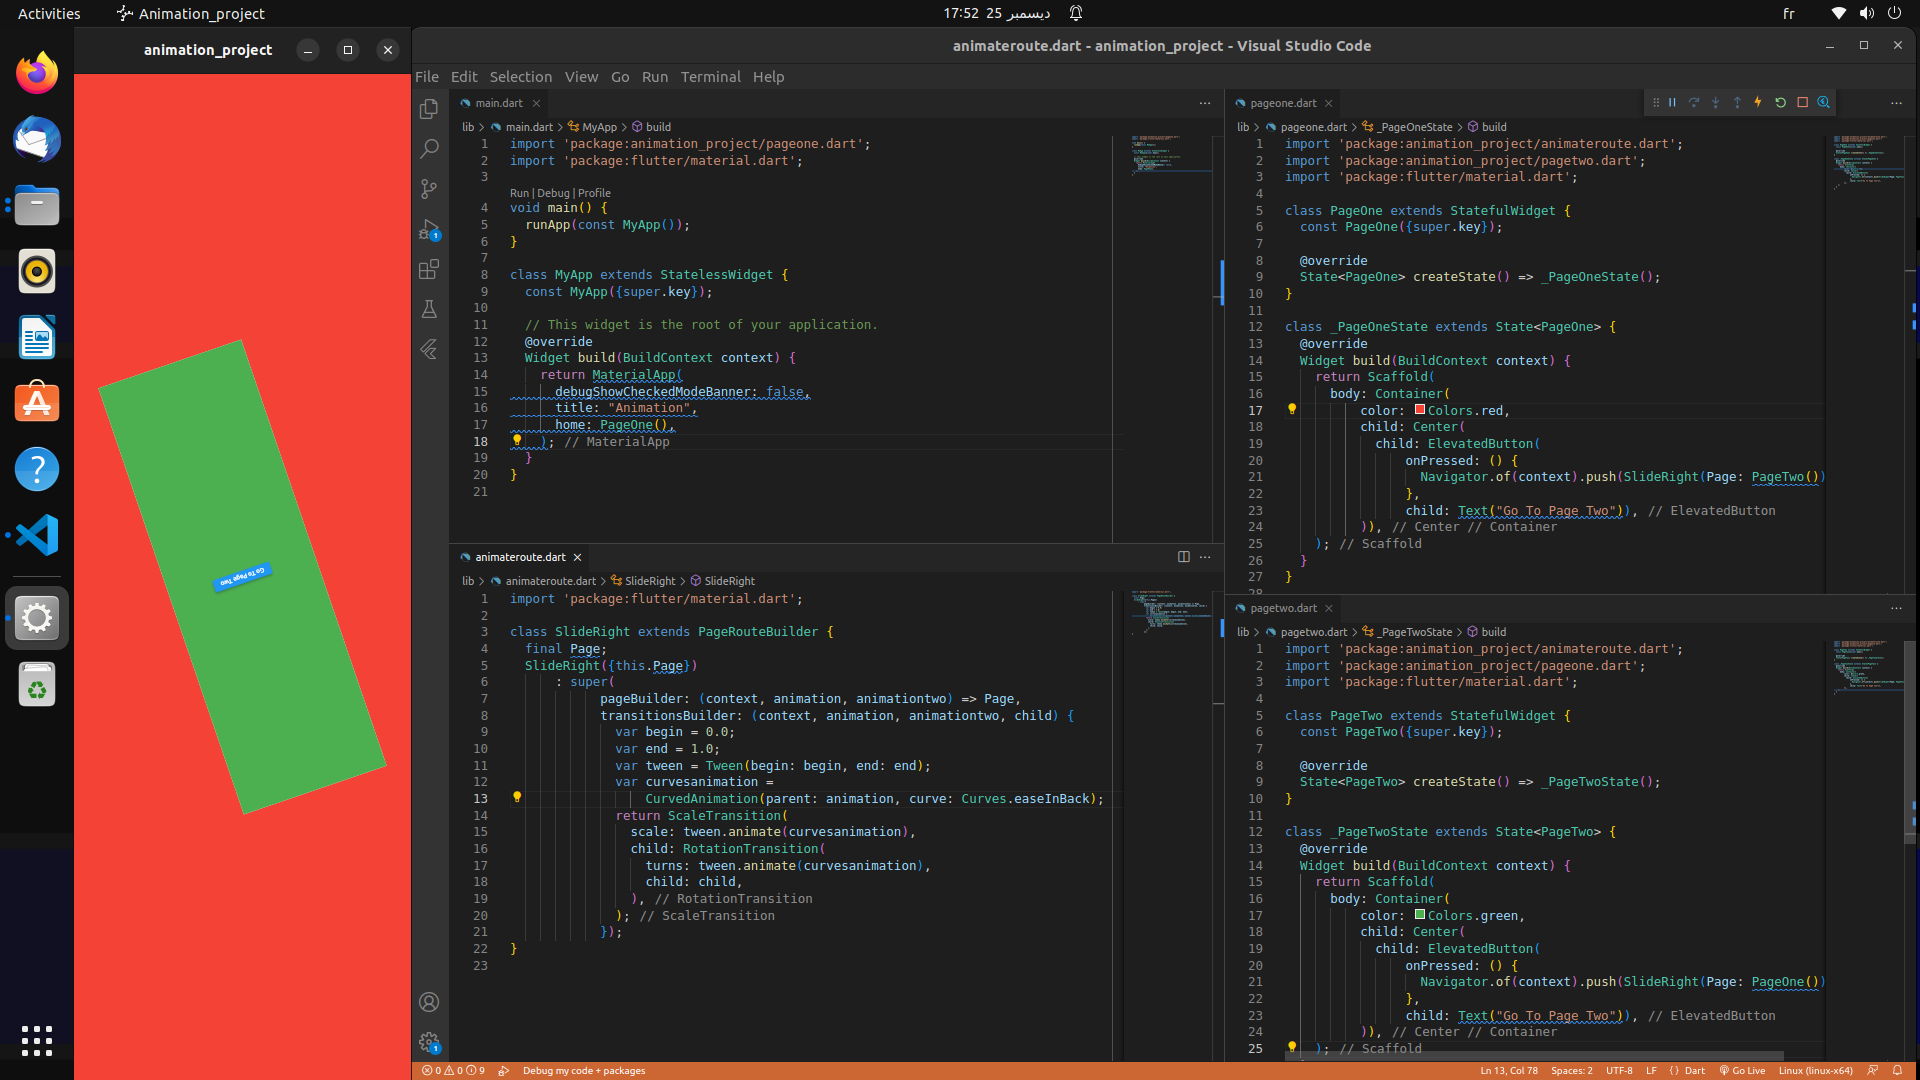 Activities
Animation_project
17:52 25 ديسمبر
fr
animation_project
animateroute.dart - animation_project - Visual Studio Code
File Edit Selection View Go Run Terminal Help
main.dart
lib > main.dart > MyApp > build
1 import 'package:animation_project/pageone.dart';
2 import 'package:flutter/material.dart';
3
Run | Debug | Profile
4 void main() {
5 runApp(const MyApp());
6 }
7
8 class MyApp extends StatelessWidget {
9 const MyApp({super.key});
10
11 // This widget is the root of your application.
12 @override
13 Widget build(BuildContext context) {
14 return MaterialApp(
15 debugShowCheckedModeBanner: false,
16 title: "Animation",
17 home: PageOne(),
18 ); // MaterialApp
19 }
20 }
21
animateroute.dart
lib > animateroute.dart > SlideRight > SlideRight
1 import 'package:flutter/material.dart';
2
3 class SlideRight extends PageRouteBuilder {
4 final Page;
5 SlideRight({this.Page})
6 : super(
7 pageBuilder: (context, animation, animationtwo) => Page,
8 transitionsBuilder: (context, animation, animationtwo, child) {
9 var begin = 0.0;
10 var end = 1.0;
11 var tween = Tween(begin: begin, end: end);
12 var curvesanimation =
13 CurvedAnimation(parent: animation, curve: Curves.easeInBack);
14 return ScaleTransition(
15 scale: tween.animate(curvesanimation),
16 child: RotationTransition(
17 turns: tween.animate(curvesanimation),
18 child: child,
19 ), // RotationTransition
20 ); // ScaleTransition
21 });
22 }
23
pageone.dart
lib > pageone.dart > _PageOneState > build
1 import 'package:animation_project/animateroute.dart';
2 import 'package:animation_project/pagetwo.dart';
3 import 'package:flutter/material.dart';
4
5 class PageOne extends StatefulWidget {
6 const PageOne({super.key});
7
8 @override
9 State<PageOne> createState() => _PageOneState();
10 }
11
12 class _PageOneState extends State<PageOne> {
13 @override
14 Widget build(BuildContext context) {
15 return Scaffold(
16 body: Container(
17 color: Colors.red,
18 child: Center(
19 child: ElevatedButton(
20 onPressed: () {
21 Navigator.of(context).push(SlideRight(Page: PageTwo())
22 },
23 child: Text("Go To Page Two")), // ElevatedButton
24 )), // Center // Container
25 ); // Scaffold
26 }
27 }
28
pagetwo.dart
lib > pagetwo.dart > _PageTwoState > build
1 import 'package:animation_project/animateroute.dart';
2 import 'package:animation_project/pageone.dart';
3 import 'package:flutter/material.dart';
4
5 class PageTwo extends StatefulWidget {
6 const PageTwo({super.key});
7
8 @override
9 State<PageTwo> createState() => _PageTwoState();
10 }
11
12 class _PageTwoState extends State<PageTwo> {
13 @override
14 Widget build(BuildContext context) {
15 return Scaffold(
16 body: Container(
17 color: Colors.green,
18 child: Center(
19 child: ElevatedButton(
20 onPressed: () {
21 Navigator.of(context).push(SlideRight(Page: PageOne())
22 },
23 child: Text("Go To Page Two")), // ElevatedButton
24 )), // Center // Container
25 ); // Scaffold
Go To Page Two
0 0 9 Debug my code + packages
Ln 13, Col 78 Spaces: 2 UTF-8 LF {} Dart Go Live Linux (linux-x64)